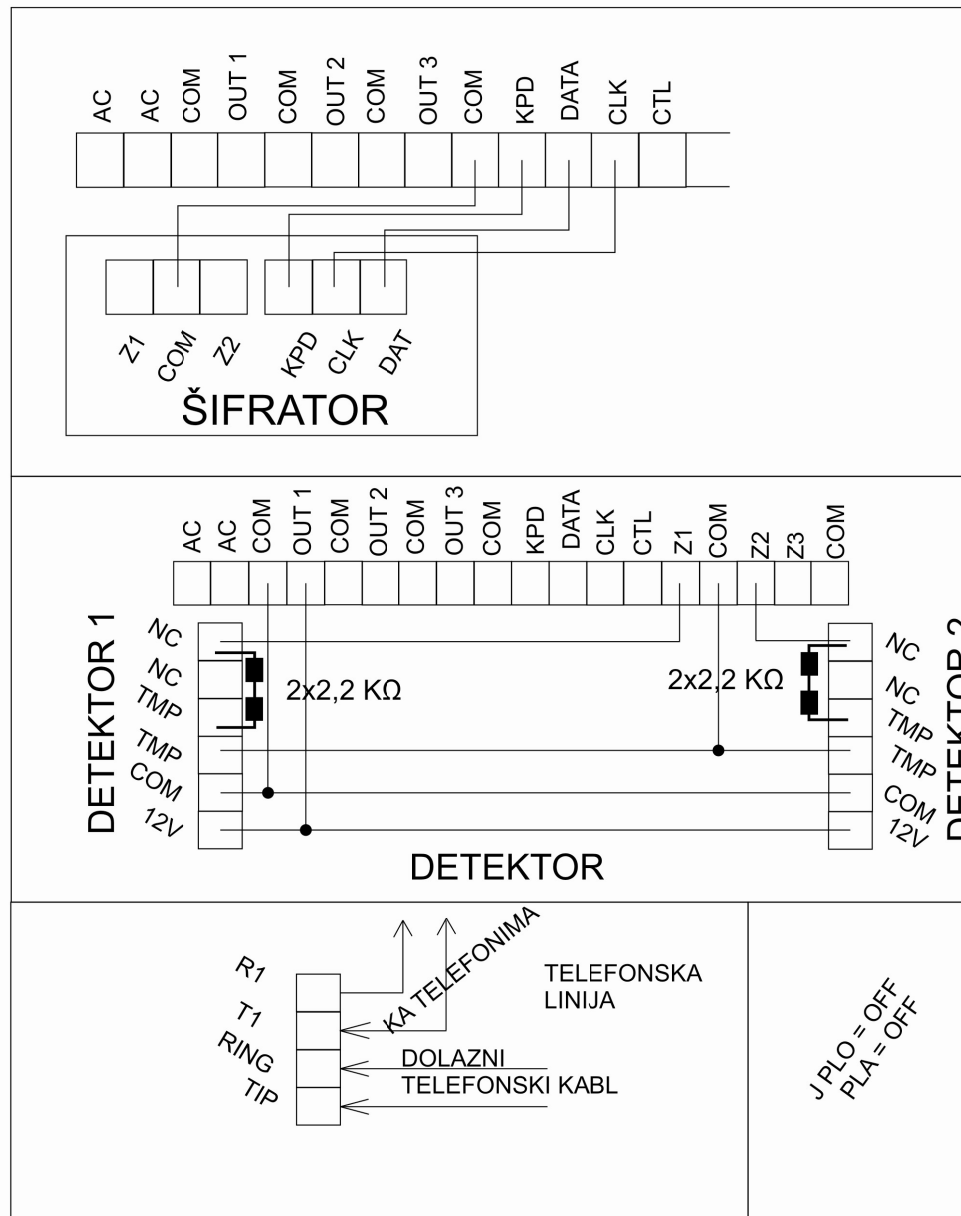 AC
AC
COM
OUT 1
COM
OUT 2
COM
OUT 3
COM
KPD
DATA
CLK
CTL
Z1
COM
Z2
KPD
CLK
DAT
ŠIFRATOR
AC
AC
COM
OUT 1
COM
OUT 2
COM
OUT 3
COM
KPD
DATA
CLK
CTL
Z1
COM
Z2
Z3
COM
DETEKTOR 1
NC
NC
TMP
TMP
COM
12V
2x2,2 KΩ
2x2,2 KΩ
NC
NC
TMP
TMP
COM
12V
DETEKTOR 2
DETEKTOR
R1
T1
RING
TIP
KA TELEFONIMA
TELEFONSKA
LINIJA
DOLAZNI
TELEFONSKI KABL
J PLO = OFF
PLA = OFF